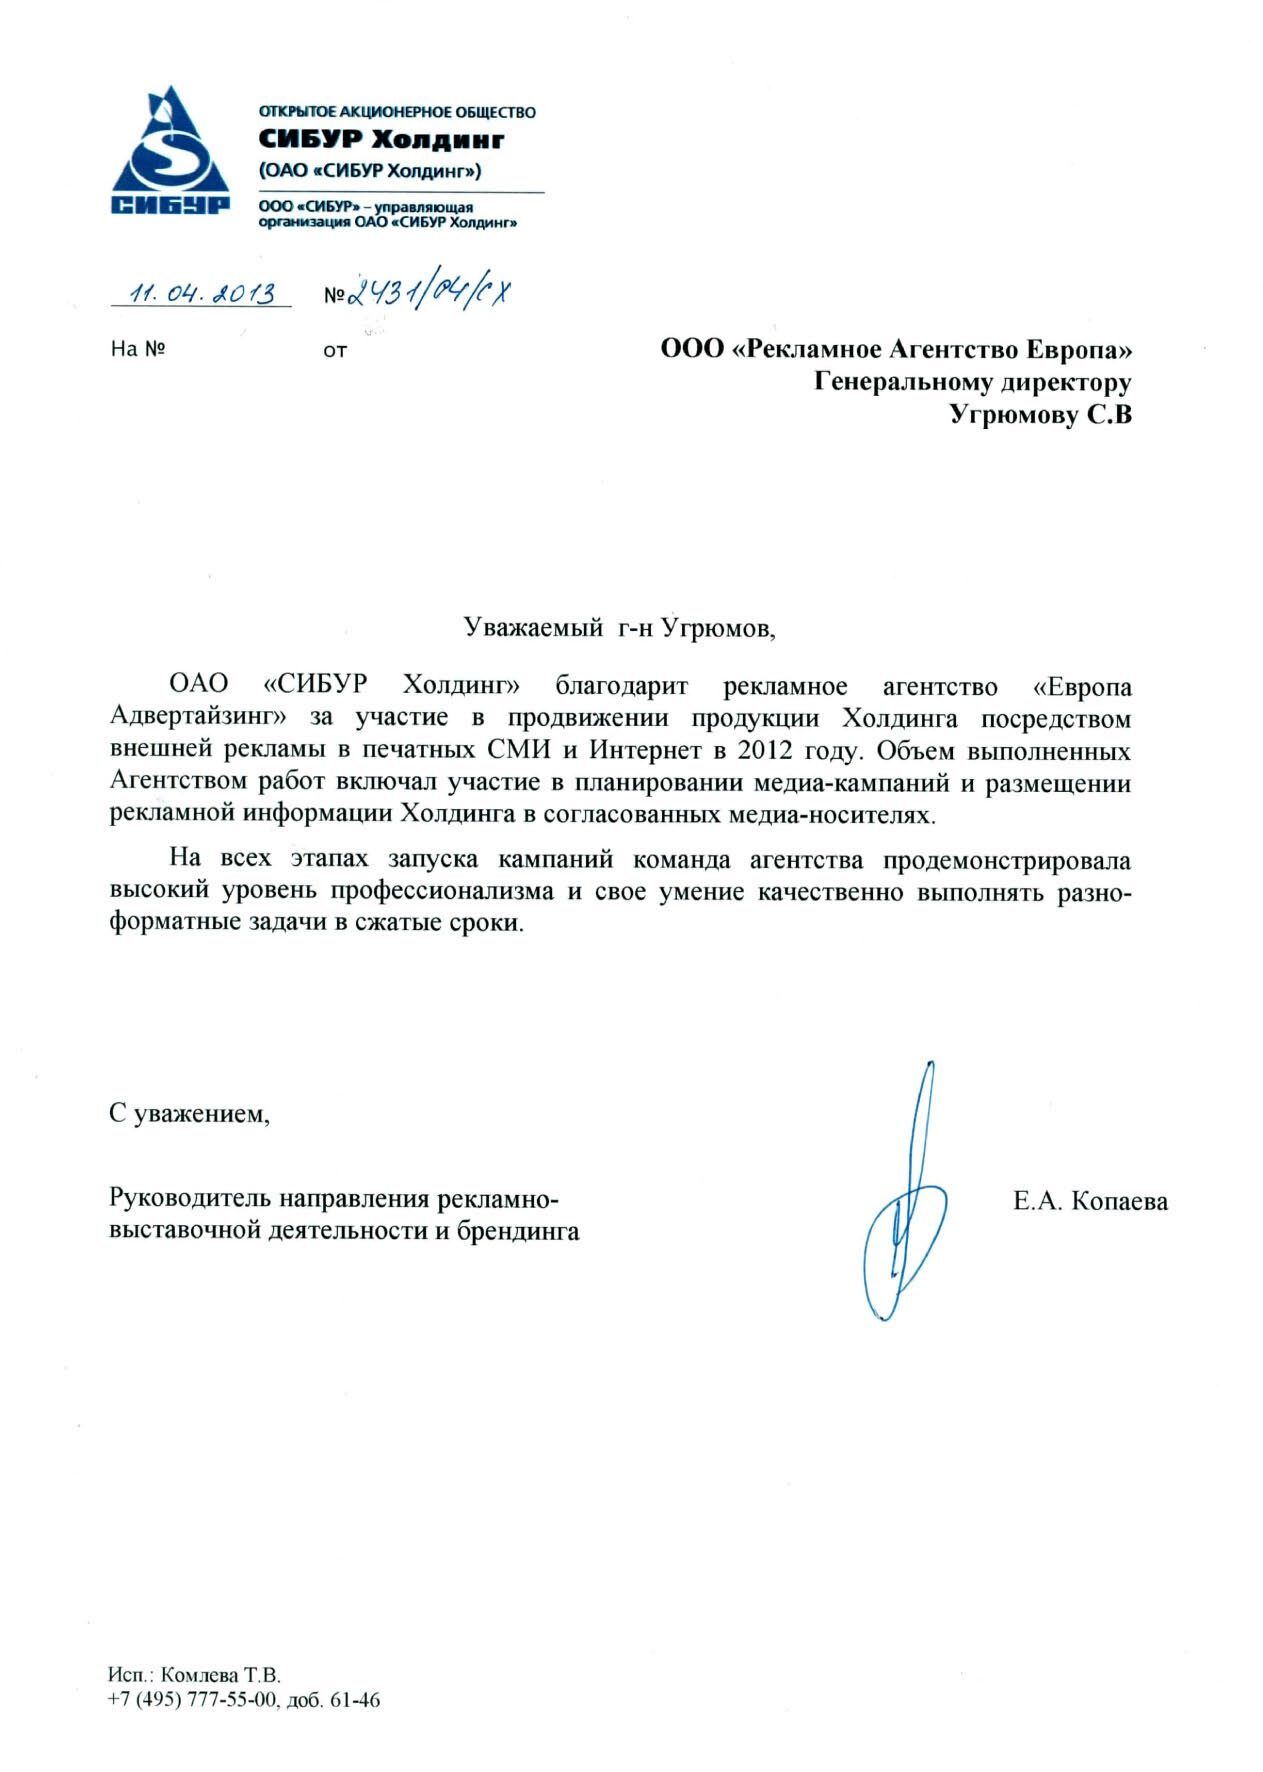 СИБУР
ОТКРЫТОЕ АКЦИОНЕРНОЕ ОБЩЕСТВО
СИБУР Холдинг
(ОАО «СИБУР Холдинг»)
ООО «СИБУР» – управляющая
организация ОАО «СИБУР Холдинг»
11.04.2013 № 2431/04/СХ
На № от
ООО «Рекламное Агентство Европа»
Генеральному директору
Угрюмову С.В
Уважаемый г-н Угрюмов,
ОАО «СИБУР Холдинг» благодарит рекламное агентство «Европа
Адвертайзинг» за участие в продвижении продукции Холдинга посредством
внешней рекламы в печатных СМИ и Интернет в 2012 году. Объем выполненных
Агентством работ включал участие в планировании медиа-кампаний и размещении
рекламной информации Холдинга в согласованных медиа-носителях.
На всех этапах запуска кампаний команда агентства продемонстрировала
высокий уровень профессионализма и свое умение качественно выполнять разно-
форматные задачи в сжатые сроки.
С уважением,
Руководитель направления рекламно-
выставочной деятельности и брендинга
Е.А. Копаева
Исп.: Комлева Т.В.
+7 (495) 777-55-00, доб. 61-46